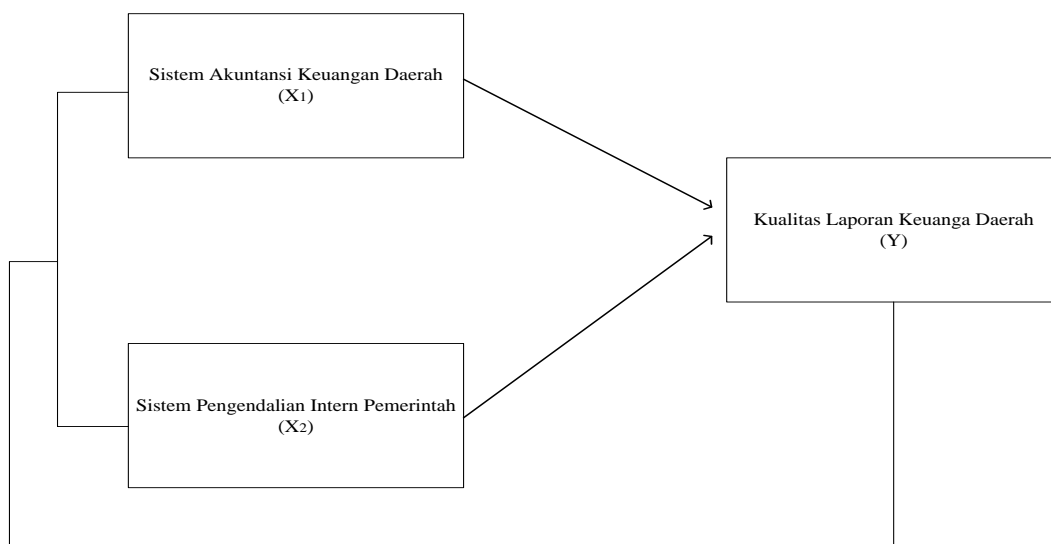 Sistem Akuntansi Keuangan Daerah
(X1)
Kualitas Laporan Keuanga Daerah
(Y)
Sistem Pengendalian Intern Pemerintah
(X2)